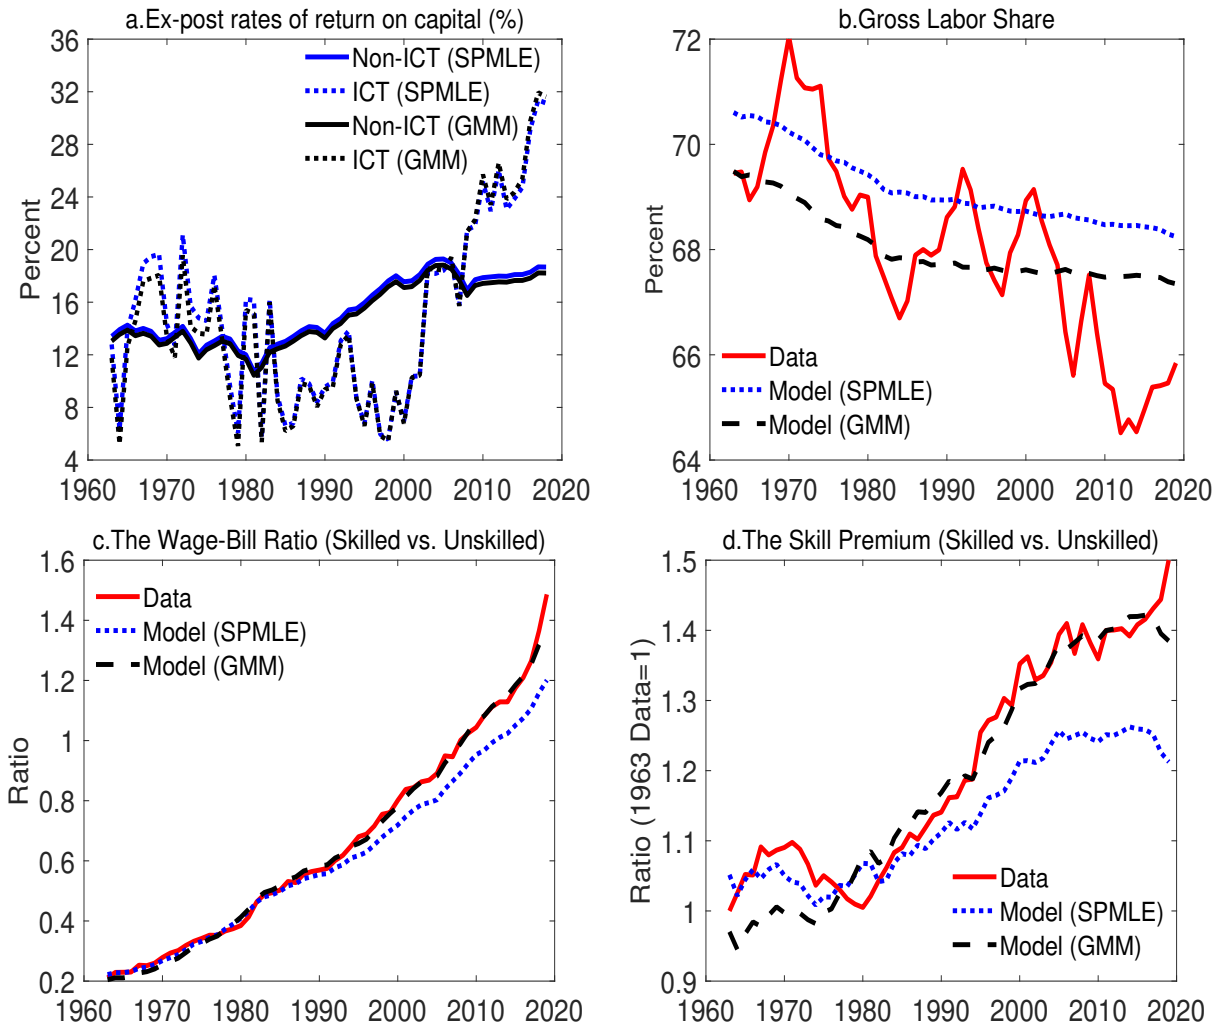 a.Ex-post rates of return on capital (%)
36
32
28
24
20
16
12
8
4
Percent
Non-ICT (SPMLE)
ICT (SPMLE)
Non-ICT (GMM)
ICT (GMM)
1960 1970 1980 1990 2000 2010 2020
b.Gross Labor Share
72
70
68
66
64
Percent
Data
Model (SPMLE)
Model (GMM)
1960 1970 1980 1990 2000 2010 2020
c.The Wage-Bill Ratio (Skilled vs. Unskilled)
1.6
1.4
1.2
1
0.8
0.6
0.4
0.2
Ratio
Data
Model (SPMLE)
Model (GMM)
1960 1970 1980 1990 2000 2010 2020
d.The Skill Premium (Skilled vs. Unskilled)
1.5
1.4
1.3
1.2
1.1
1
0.9
Ratio (1963 Data=1)
Data
Model (SPMLE)
Model (GMM)
1960 1970 1980 1990 2000 2010 2020